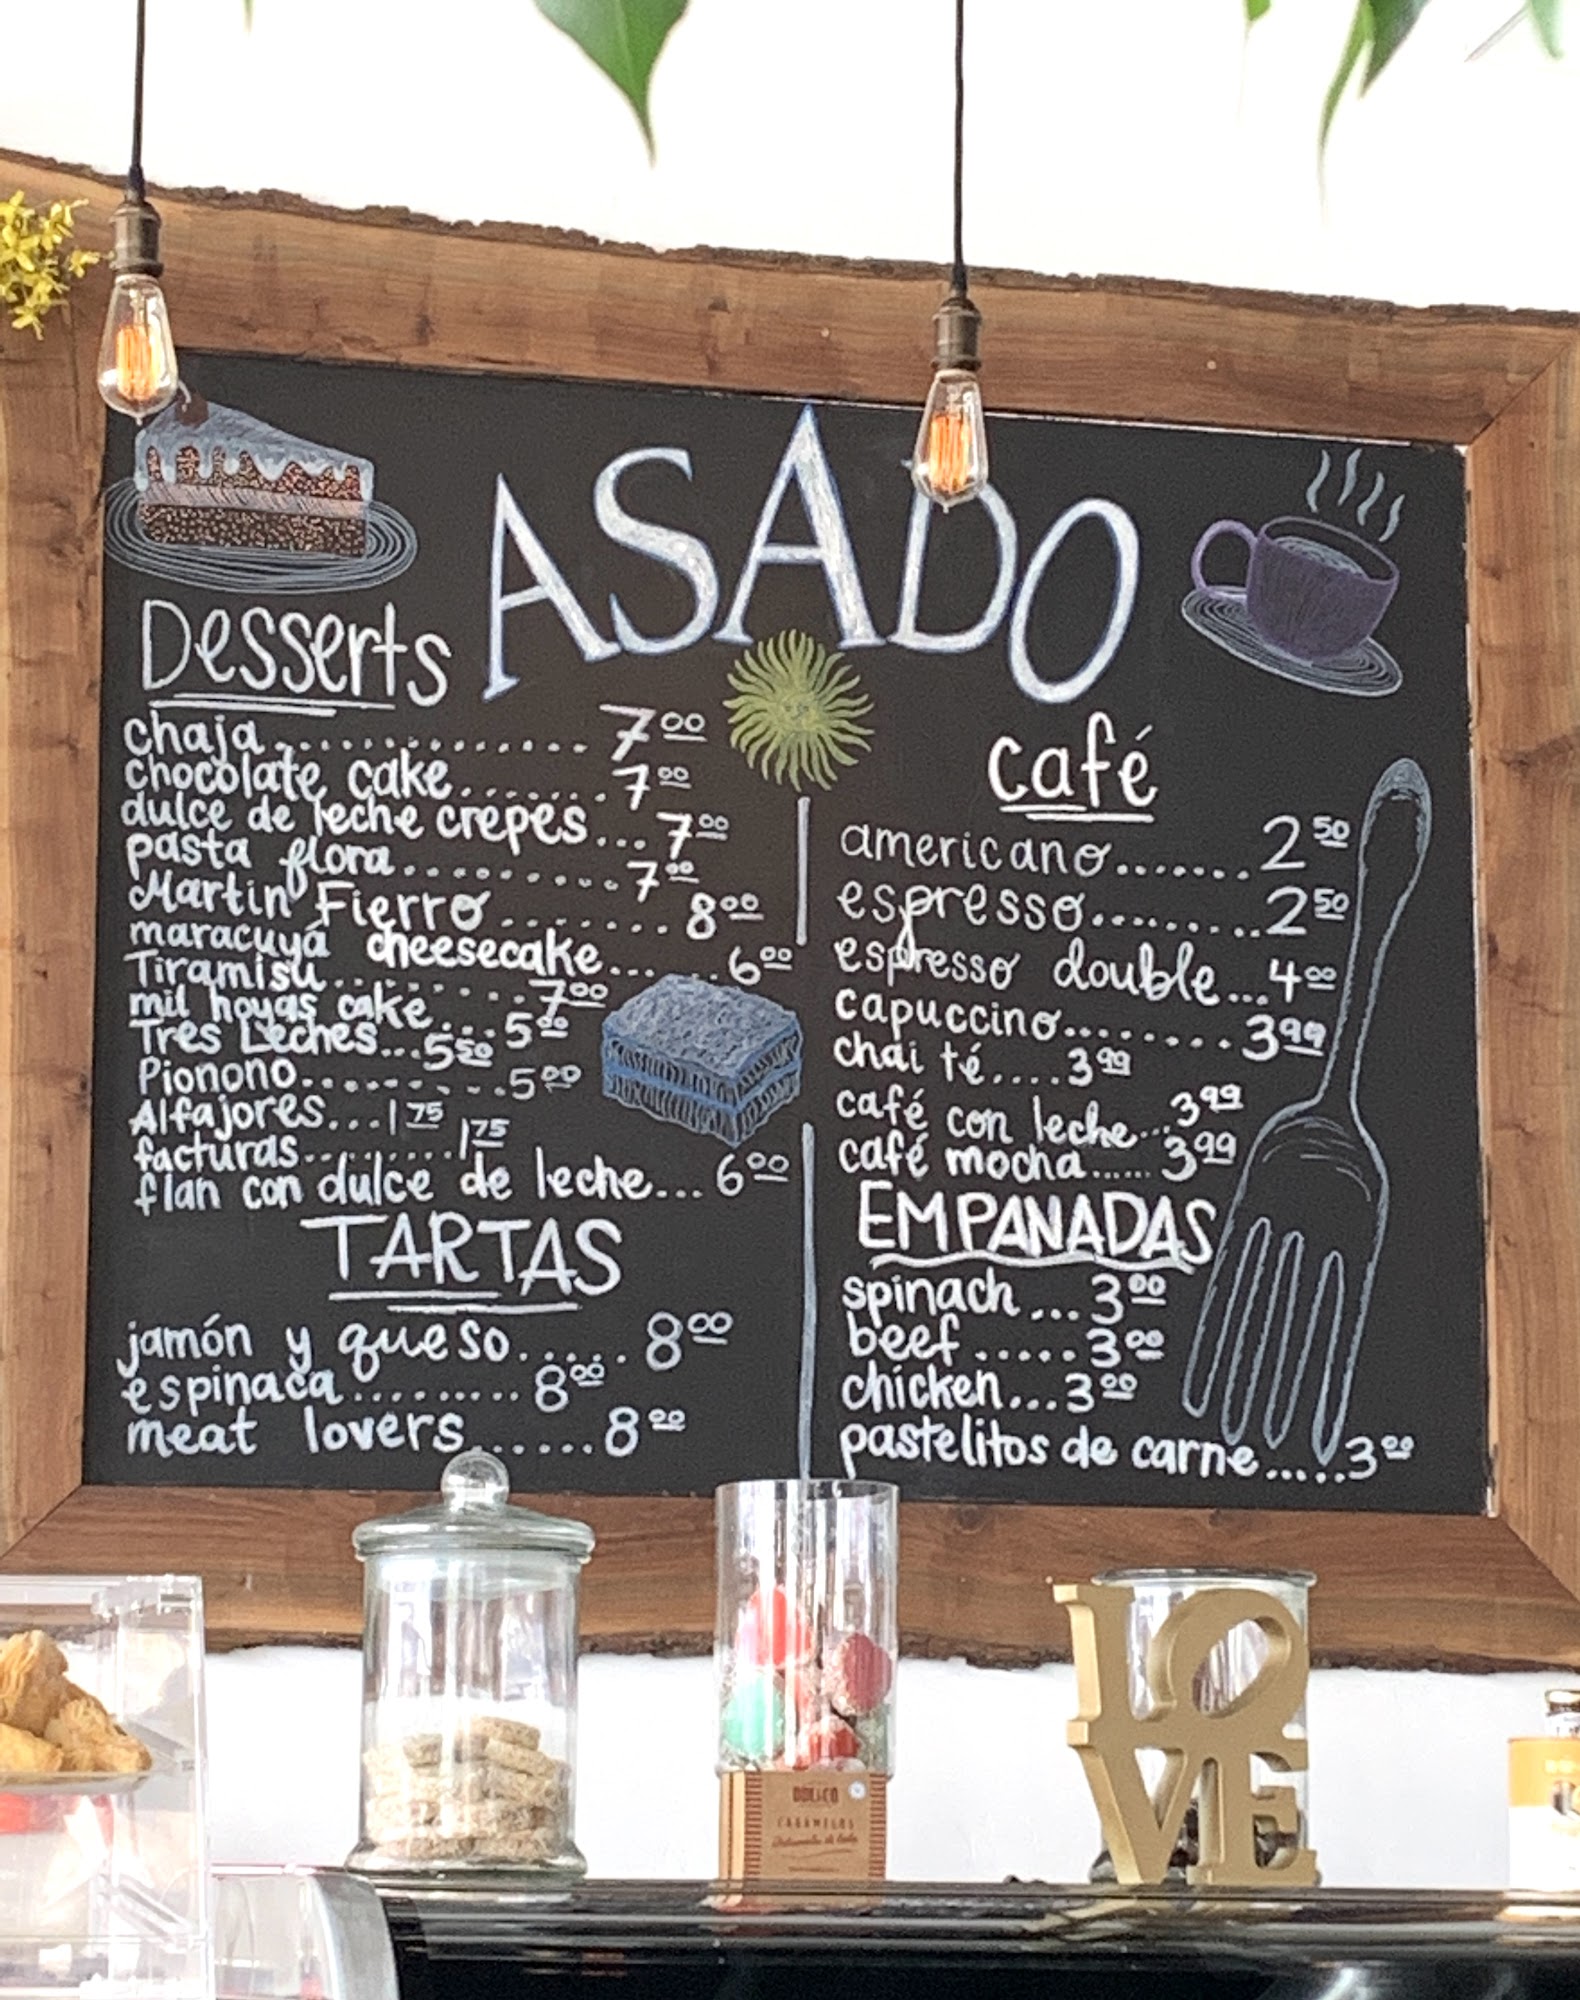 ASADO
Desserts
chaja.............. 7 00
chocolate cake....... 7 00
dulce de leche crepes... 7 00
pasta flora.......... 7 00
Martin Fierro........ 8 00
maracuyá cheesecake...... 6 00
Tiramisu......... 7 00
mil hoyas cake.... 5 00
Tres Leches...5 50
Pionono.........5 00
Alfajores...1 75
facturas.........1 75
flan con dulce de leche... 6 00
TARTAS
jamón y queso..... 8 00
espinaca......... 8 00
meat lovers.......8 00
café
americano.......2 50
espresso.........2 50
espresso double...4 00
capuccino........3 99
chai té....3 99
café con leche...3 99
café mocha......3 99
EMPANADAS
spinach...3 00
beef.....3 00
chicken...3 00
pastelitos de carne.....3 00
CARAMELOS
LOVE